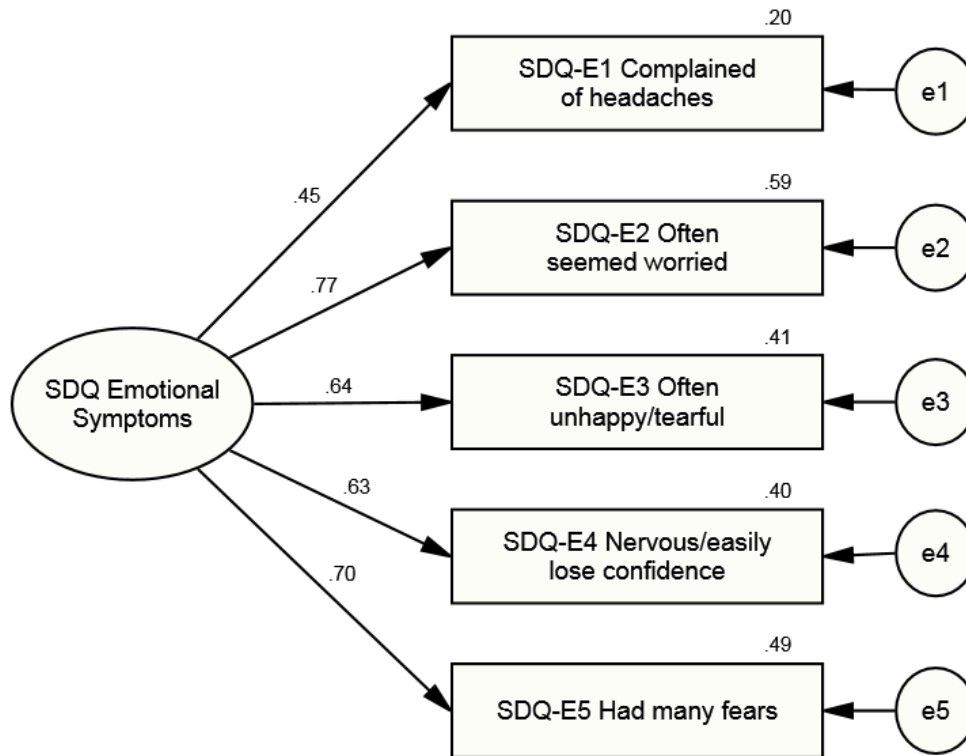 .20
SDQ-E1 Complained
of headaches
e1
.45
.59
SDQ-E2 Often
seemed worried
e2
.77
.41
SDQ Emotional
Symptoms
.64
SDQ-E3 Often
unhappy/tearful
e3
.63
.40
SDQ-E4 Nervous/easily
lose confidence
e4
.70
.49
SDQ-E5 Had many fears
e5